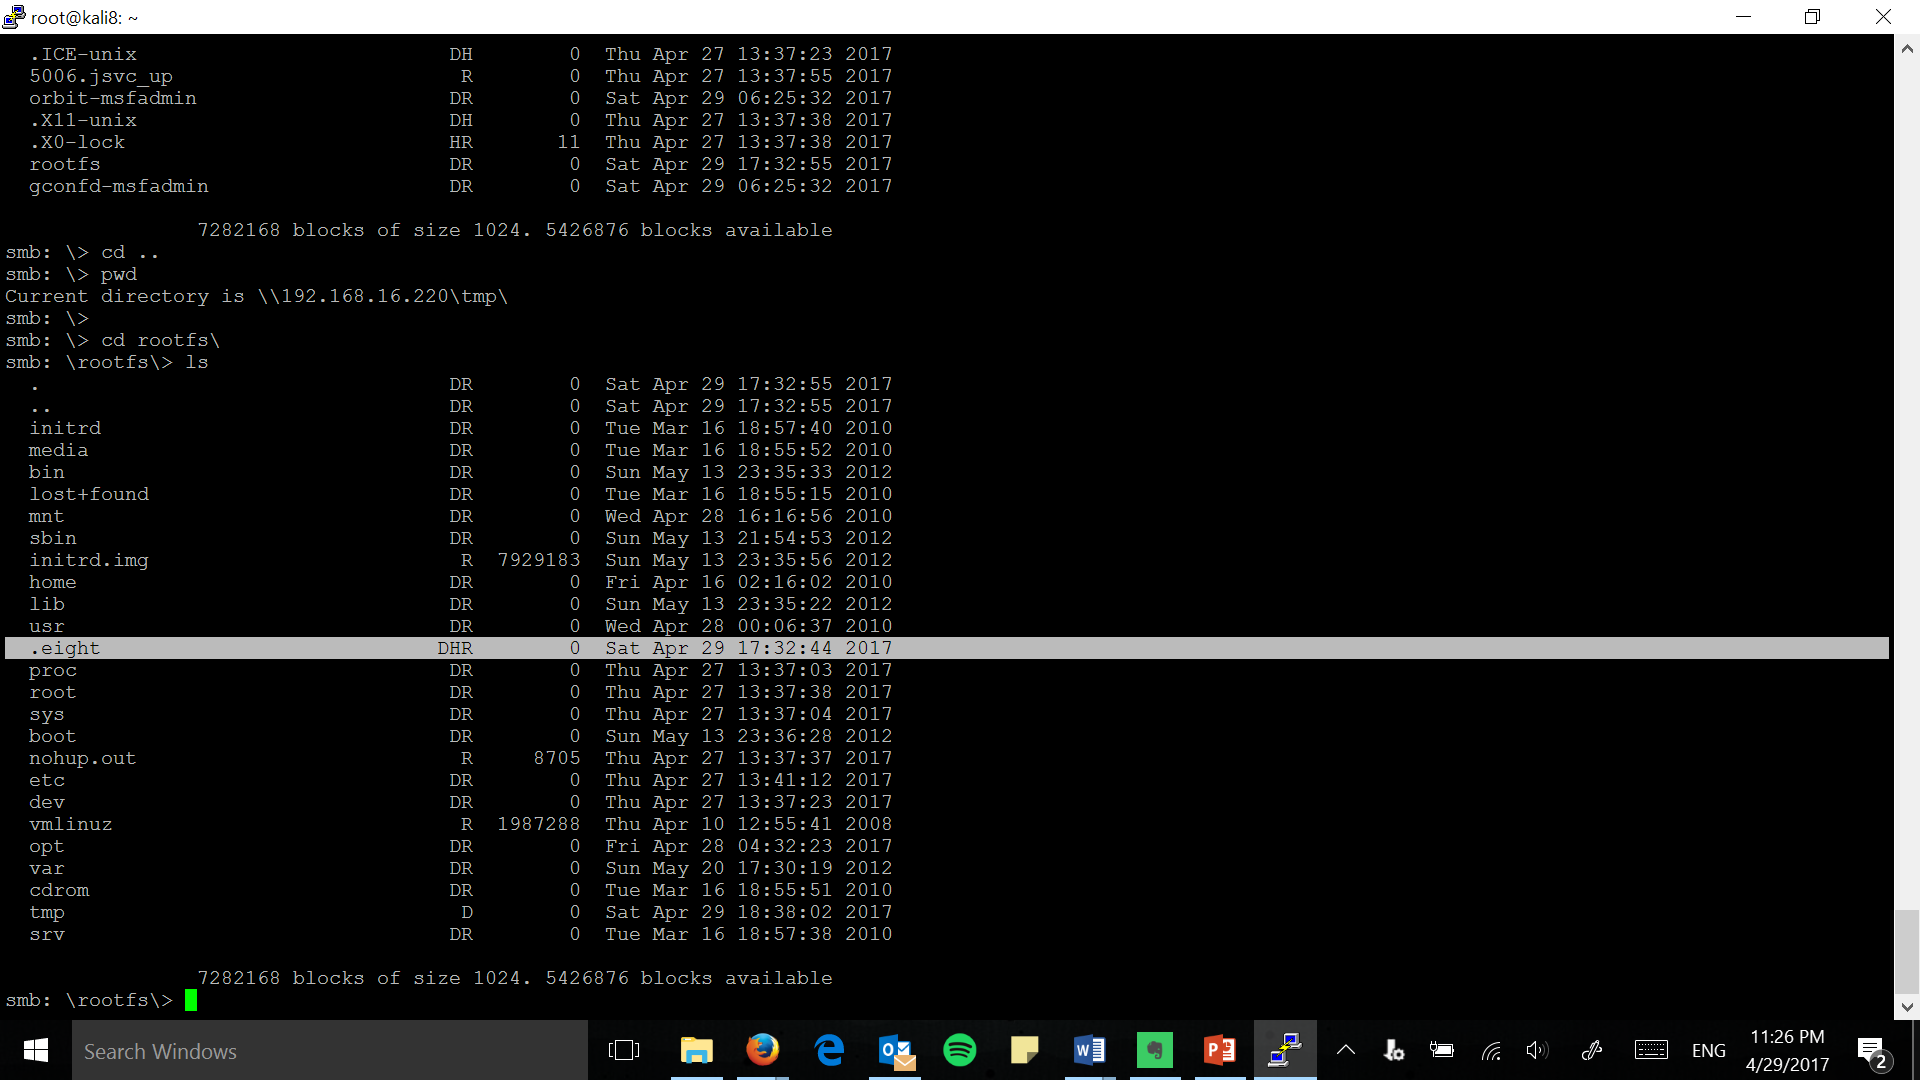 root@kali8: ~
.ICE-unix DH 0 Thu Apr 27 13:37:23 2017
5006.jsvc_up R 0 Thu Apr 27 13:37:55 2017
orbit-msfadmin DR 0 Sat Apr 29 06:25:32 2017
.X11-unix DH 0 Thu Apr 27 13:37:38 2017
.X0-lock HR 11 Thu Apr 27 13:37:38 2017
rootfs DR 0 Sat Apr 29 17:32:55 2017
gconfd-msfadmin DR 0 Sat Apr 29 06:25:32 2017
7282168 blocks of size 1024. 5426876 blocks available
smb: \> cd ..
smb: \> pwd
Current directory is \\192.168.16.220\tmp\
smb: \>
smb: \> cd rootfs\
smb: \rootfs\> ls
. DR 0 Sat Apr 29 17:32:55 2017
.. DR 0 Sat Apr 29 17:32:55 2017
initrd DR 0 Tue Mar 16 18:57:40 2010
media DR 0 Tue Mar 16 18:55:52 2010
bin DR 0 Sun May 13 23:35:33 2012
lost+found DR 0 Tue Mar 16 18:55:15 2010
mnt DR 0 Wed Apr 28 16:16:56 2010
sbin DR 0 Sun May 13 21:54:53 2012
initrd.img R 7929183 Sun May 13 23:35:56 2012
home DR 0 Fri Apr 16 02:16:02 2010
lib DR 0 Sun May 13 23:35:22 2012
usr DR 0 Wed Apr 28 00:06:37 2010
.eight DHR 0 Sat Apr 29 17:32:44 2017
proc DR 0 Thu Apr 27 13:37:03 2017
root DR 0 Thu Apr 27 13:37:38 2017
sys DR 0 Thu Apr 27 13:37:04 2017
boot DR 0 Sun May 13 23:36:28 2012
nohup.out R 8705 Thu Apr 27 13:37:37 2017
etc DR 0 Thu Apr 27 13:41:12 2017
dev DR 0 Thu Apr 27 13:37:23 2017
vmlinuz R 1987288 Thu Apr 10 12:55:41 2008
opt DR 0 Fri Apr 28 04:32:23 2017
var DR 0 Sun May 20 17:30:19 2012
cdrom DR 0 Tue Mar 16 18:55:51 2010
tmp D 0 Sat Apr 29 18:38:02 2017
srv DR 0 Tue Mar 16 18:57:38 2010
7282168 blocks of size 1024. 5426876 blocks available
smb: \rootfs\>
Search Windows
ENG
11:26 PM
4/29/2017
2